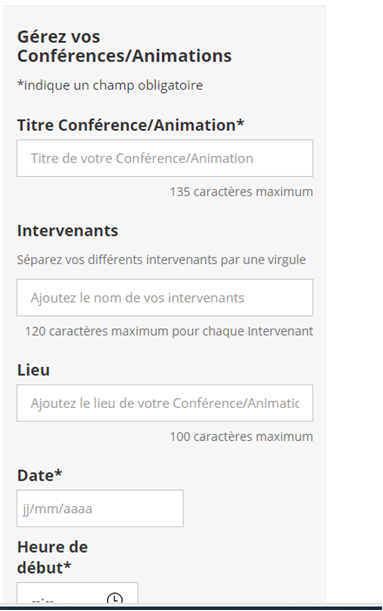 Gérez vos
Conférences/Animations
*indique un champ obligatoire
Titre Conférence/Animation*
Titre de votre Conférence/Animation
135 caractères maximum
Intervenants
Séparez vos différents intervenants par une virgule
Ajoutez le nom de vos intervenants
120 caractères maximum pour chaque Intervenant
Lieu
Ajoutez le lieu de votre Conférence/Animatic
100 caractères maximum
Date*
jj/mm/aaaa
Heure de
début*
--:--